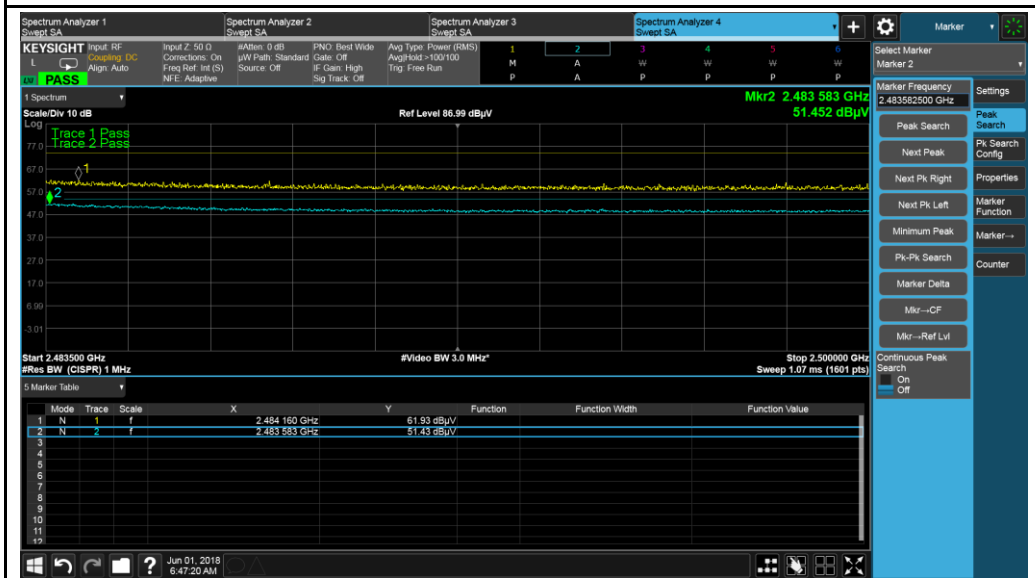 Spectrum Analyzer 1
Swept SA
Spectrum Analyzer 2
Swept SA
Spectrum Analyzer 3
Swept SA
Spectrum Analyzer 4
Swept SA
+
Marker
KEYSIGHT
L
PASS
Input: RF
Coupling: DC
Align: Auto
Input Z: 50 Ω
Corrections: On
Freq Ref: Int (S)
NFE: Adaptive
#Atten: 0 dB
µW Path: Standard
Source: Off
PNO: Best Wide
Gate: Off
IF Gain: High
Sig Track: Off
Avg Type: Power (RMS)
Avg|Hold:>100/100
Trig: Free Run
1 2 3 4 5 6
M A W W W W
P A P P P P
Select Marker
Marker 2
1 Spectrum
Mkr2 2.483 583 GHz
51.452 dBµV
Scale/Div 10 dB
Ref Level 86.99 dBµV
Log
Trace 1 Pass
Trace 2 Pass
77.0
67.0
57.0
47.0
37.0
27.0
17.0
6.99
-3.01
1
2
Start 2.483500 GHz
#Res BW (CISPR) 1 MHz
#Video BW 3.0 MHz*
Stop 2.500000 GHz
Sweep 1.07 ms (1601 pts)
Marker Frequency
2.483582500 GHz
Peak Search
Next Peak
Next Pk Right
Next Pk Left
Minimum Peak
Pk-Pk Search
Marker Delta
Mkr→CF
Mkr→Ref Lvl
Continuous Peak
Search
On
Off
Settings
Peak
Search
Pk Search
Config
Properties
Marker
Function
Marker→
Counter
5 Marker Table
Mode Trace Scale X Y Function Function Width Function Value
1 N 1 f 2.484 160 GHz 61.93 dBµV
2 N 2 f 2.483 583 GHz 51.43 dBµV
3
4
5
6
7
8
9
10
11
12
?
Jun 01, 2018
6:47:20 AM